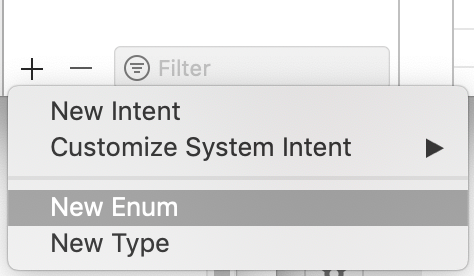 Filter
New Intent
Customize System Intent
New Enum
New Type